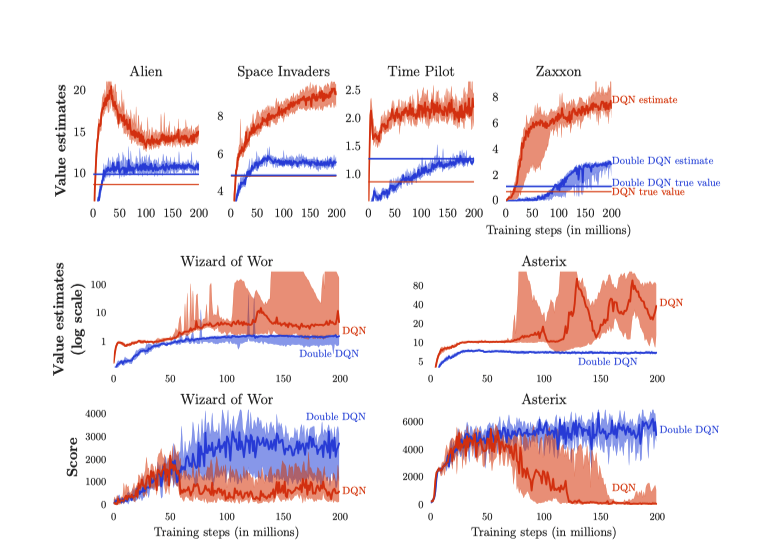 Alien
Space Invaders
Time Pilot
Zaxxon
Value estimates
20
15
10
0 50 100 150 200
8
6
4
0 50 100 150 200
2.5
2.0
1.5
1.0
0 50 100 150 200
8
6
4
2
0
0 50 100 150 200
DQN estimate
Double DQN estimate
Double DQN true value
DQN true value
Training steps (in millions)
Wizard of Wor
Asterix
Value estimates
(log scale)
100
10
1
0 50 100 150 200
DQN
Double DQN
80
40
20
10
5
0 50 100 150 200
DQN
Double DQN
Wizard of Wor
Asterix
Score
4000
3000
2000
1000
0
0 50 100 150 200
Double DQN
DQN
Training steps (in millions)
6000
4000
2000
0
0 50 100 150 200
Double DQN
DQN
Training steps (in millions)